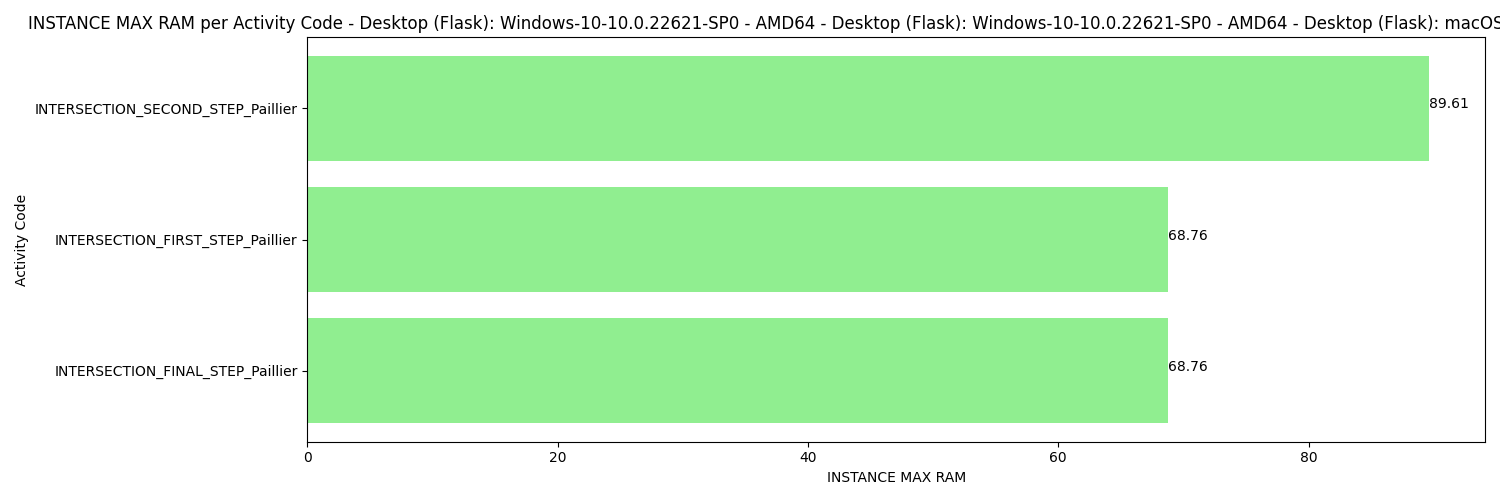 INSTANCE MAX RAM per Activity Code - Desktop (Flask): Windows-10-10.0.22621-SP0 - AMD64 - Desktop (Flask): Windows-10-10.0.22621-SP0 - AMD64 - Desktop (Flask): macOS
INTERSECTION_SECOND_STEP_Paillier
89.61
INTERSECTION_FIRST_STEP_Paillier
68.76
INTERSECTION_FINAL_STEP_Paillier
68.76
Activity Code
0 20 40 60 80
INSTANCE MAX RAM